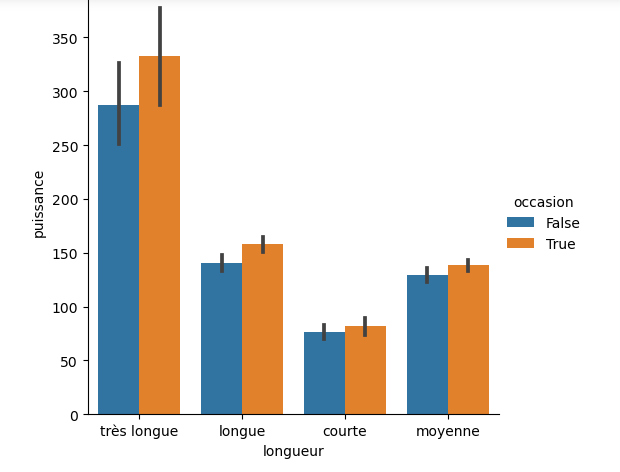 350
300
250
200
150
100
50
0
puissance
très longue
longue
courte
moyenne
longueur
occasion
False
True